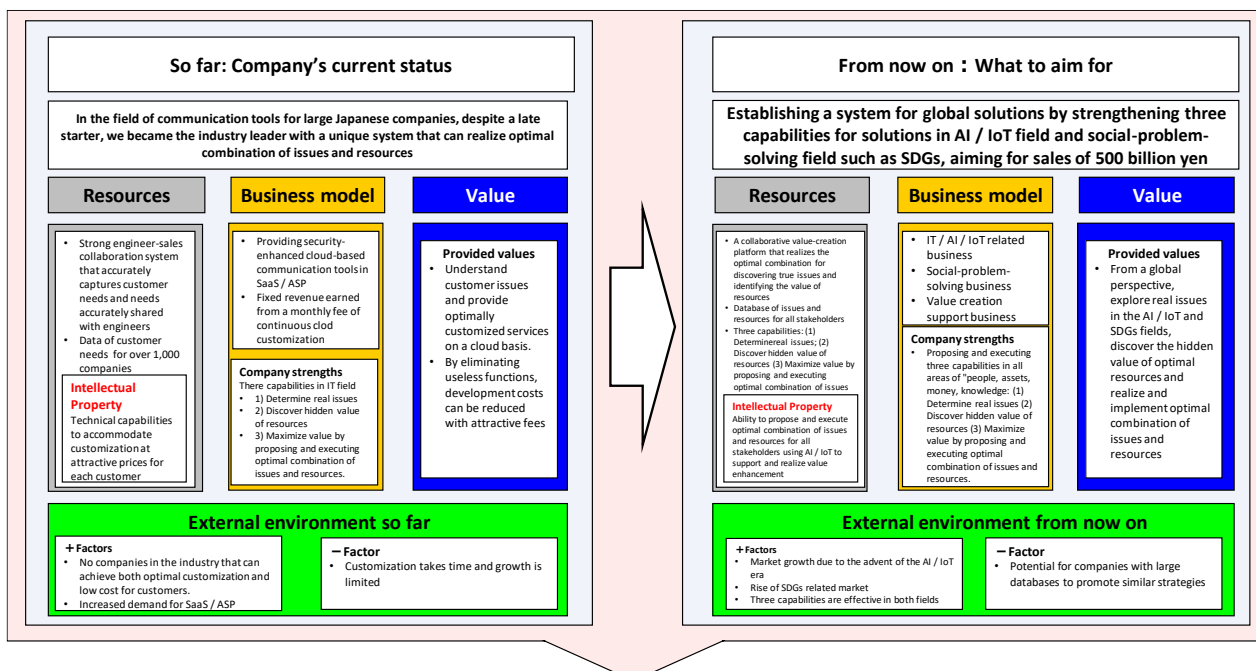 So far: Company's current status
In the field of communication tools for large Japanese companies, despite a late
starter, we became the industry leader with a unique system that can realize optimal
combination of issues and resources
Resources
Business model
Value
• Strong engineer-sales
collaboration system
that accurately
captures customer
needs and needs
accurately shared
with engineers
• Data of customer
needs for over 1,000
companies
Intellectual
Property
Technical capabilities
to accommodate
customization at
attractive prices for
each customer
• Providing security-
enhanced cloud-based
communication tools in
SaaS / ASP
• Fixed revenue earned
from a monthly fee of
continuous clod
customization
Company strengths
There capabilities in IT field
• 1) Determine real issues
• 2) Discover hidden value
of resources
• 3) Maximize value by
proposing and executing
optimal combination of
issues and resources.
Provided values
• Understand
customer issues
and provide
optimally
customized services
on a cloud basis.
• By eliminating
useless functions,
development costs
can be reduced
with attractive fees
External environment so far
+Factors
• No companies in the industry that can
achieve both optimal customization and
low cost for customers.
• Increased demand for SaaS / ASP
−Factor
• Customization takes time and growth is
limited
From now on：What to aim for
Establishing a system for global solutions by strengthening three
capabilities for solutions in AI / IoT field and social-problem-
solving field such as SDGs, aiming for sales of 500 billion yen
Resources
Business model
Value
• A collaborative value-creation
platform that realizes the
optimal combination for
discovering true issues and
identifying the value of
resources
• Database of issues and
resources for all stakeholders
• Three capabilities: (1)
Determinereal issues; (2)
Discover hidden value of
resources (3) Maximize value by
proposing and executing
optimal combination of issues
Intellectual Property
Ability to propose and execute
optimal combination of issues
and resources for all
stakeholders using AI / IoT to
support and realize value
enhancement
• IT / AI / IoT related
business
• Social-problem-
solving business
• Value creation
support business
Company strengths
• Proposing and executing
three capabilities in all
areas of "people, assets,
money, knowledge: (1)
Determine real issues (2)
Discover hidden value of
resources (3) Maximize
value by proposing and
executing optimal
combination of issues and
resources.
Provided values
• From a global
perspective,
explore real issues
in the AI / IoT and
SDGs fields,
discover the hidden
value of optimal
resources and
realize and
implement optimal
combination of
issues and
resources
External environment from now on
+Factors
• Market growth due to the advent of the AI / IoT
era
• Rise of SDGs related market
• Three capabilities are effective in both fields
−Factor
• Potential for companies with large
databases to promote similar strategies